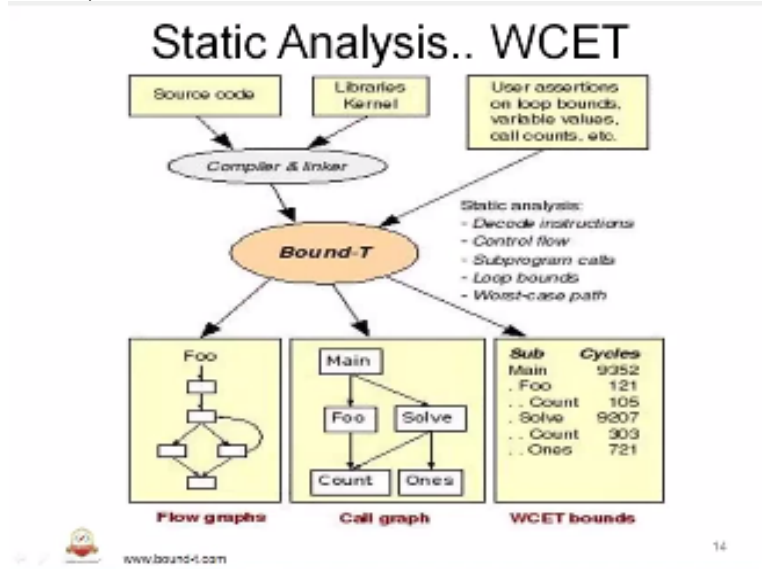 Static Analysis.. WCET
Source code
Libraries
Kernel
User assertions
on loop bounds,
variable values,
call counts. etc.
Compiler & linker
Static analysis:
- Decode instructions
- Control flow
- Subprogram calls
- Loop bounds
- Worst-case path
Bound-T
Foo
Main
Foo
Solve
Count
Ones
Sub Cycles
Main 9352
. Foo 121
. . Count 105
. Solve 9207
. . Count 303
. . Ones 721
Flow graphs
Call graph
WCET bounds
www.bound-t.com
14